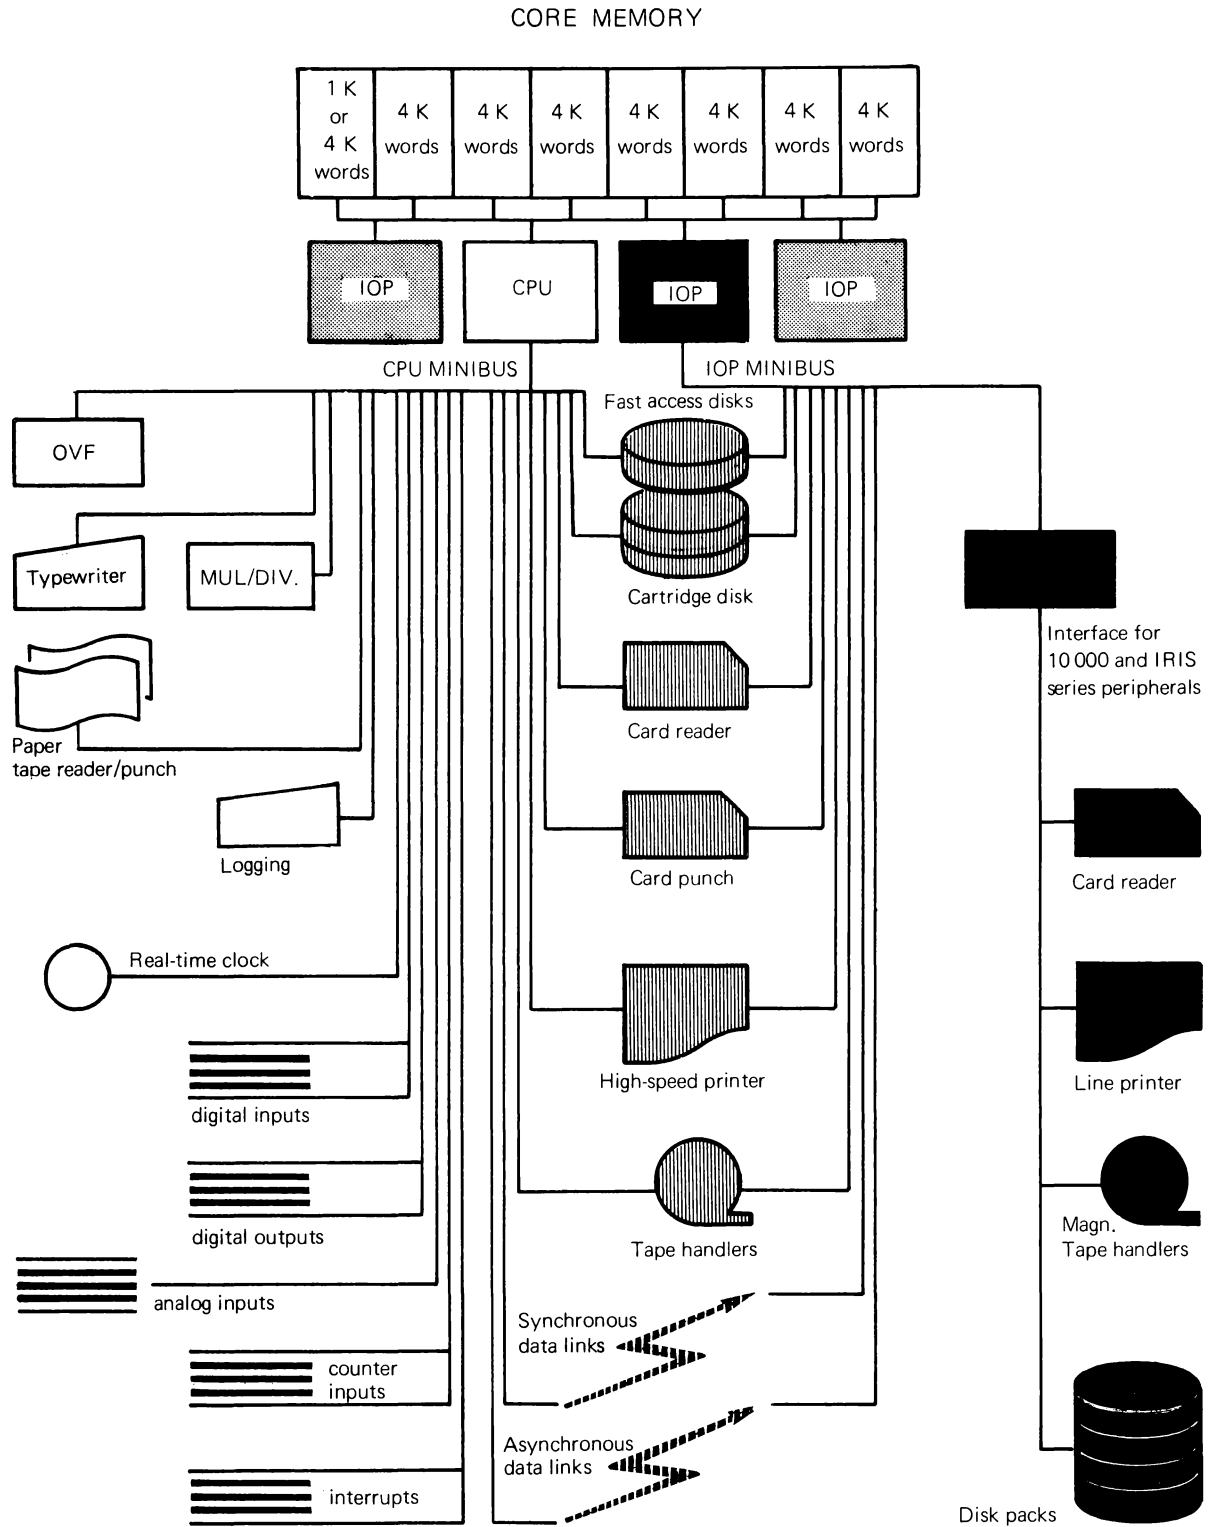 CORE MEMORY
1 K
or
4 K
words
4 K
words
4 K
words
4 K
words
4 K
words
4 K
words
4 K
words
4 K
words
IOP
CPU
IOP
IOP
CPU MINIBUS
IOP MINIBUS
Fast access disks
OVF
Typewriter
MUL/DIV.
Cartridge disk
Interface for
10 000 and IRIS
series peripherals
Card reader
Paper
tape reader/punch
Logging
Card punch
Card reader
Real-time clock
High-speed printer
Line printer
digital inputs
digital outputs
Tape handlers
Magn.
Tape handlers
analog inputs
Synchronous
data links
counter
inputs
Asynchronous
data links
interrupts
Disk packs